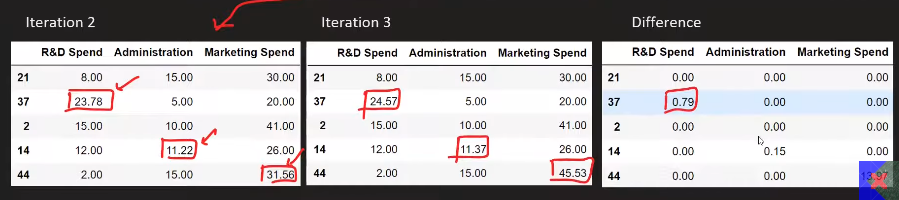 Iteration 2 Iteration 3 Difference
R&D Spend Administration Marketing Spend R&D Spend Administration Marketing Spend R&D Spend Administration Marketing Spend
21 8.00 15.00 30.00 21 8.00 15.00 30.00 21 0.00 0.00 0.00
37 23.78 5.00 20.00 37 24.57 5.00 20.00 37 0.79 0.00 0.00
2 15.00 10.00 41.00 2 15.00 10.00 41.00 2 0.00 0.00 0.00
14 12.00 11.22 26.00 14 12.00 11.37 26.00 14 0.00 0.15 0.00
44 2.00 15.00 31.56 44 2.00 15.00 45.53 44 0.00 0.00 13.97